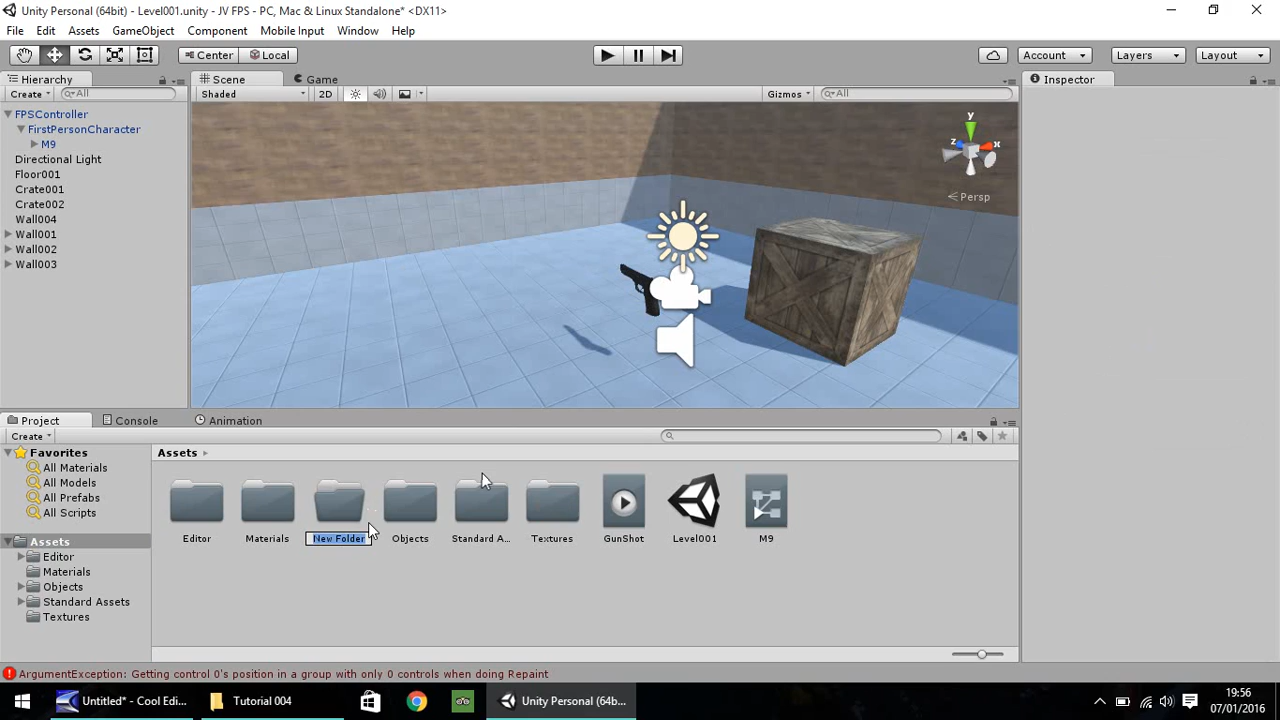 Unity Personal (64bit) - Level001.unity - JV FPS - PC, Mac & Linux Standalone* <DX11>
File Edit Assets GameObject Component Mobile Input Window Help
Center Local Account Layers Layout
Hierarchy Scene Game Inspector
Create All Shaded 2D Gizmos All
FPSController
FirstPersonCharacter
M9
Directional Light
Floor001
Crate001
Crate002
Wall004
Wall001
Wall002
Wall003
y
z x
Persp
Project Console Animation
Create
Favorites
All Materials
All Models
All Prefabs
All Scripts
Assets
Editor
Materials
Objects
Standard Assets
Textures
Assets
Editor Materials New Folder Objects Standard A... Textures GunShot Level001 M9
ArgumentException: Getting control 0's position in a group with only 0 controls when doing Repaint
Untitled* - Cool Edi... Tutorial 004 Unity Personal (64b...
19:56
07/01/2016